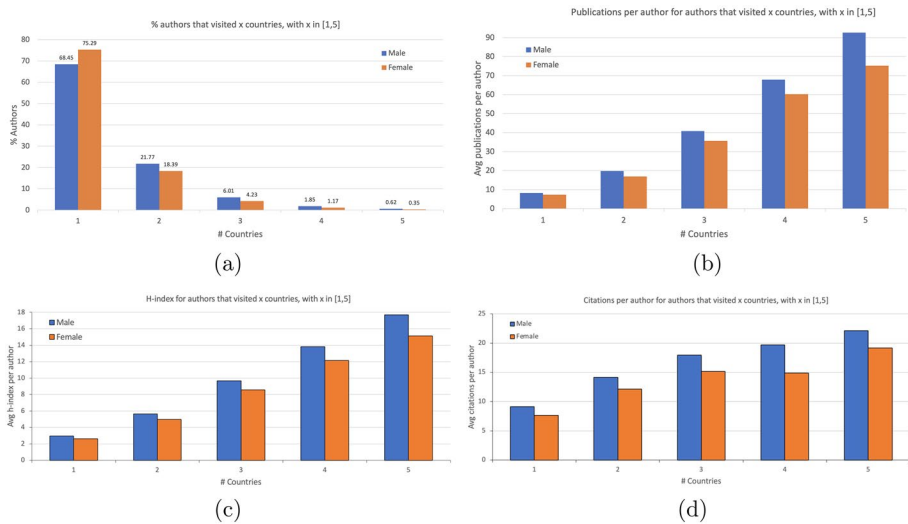 % authors that visited x countries, with x in [1,5]
80
70
60
50
40
30
20
10
0
% Authors
68.45
75.29
21.77
18.39
6.01
4.23
1.85
1.17
0.62
0.35
Male
Female
1 2 3 4 5
# Countries
(a)
Publications per author for authors that visited x countries, with x in [1,5]
90
80
70
60
50
40
30
20
10
0
Avg publications per author
Male
Female
1 2 3 4 5
# Countries
(b)
H-index for authors that visited x countries, with x in [1,5]
18
16
14
12
10
8
6
4
2
0
Avg h-index per author
Male
Female
1 2 3 4 5
# Countries
(c)
Citations per author for authors that visited x countries, with x in [1,5]
25
20
15
10
5
0
Avg citations per author
Male
Female
1 2 3 4 5
# Countries
(d)